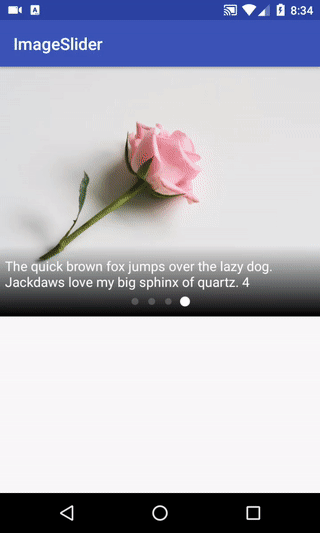 8:34
ImageSlider
The quick brown fox jumps over the lazy dog.
Jackdaws love my big sphinx of quartz. 4